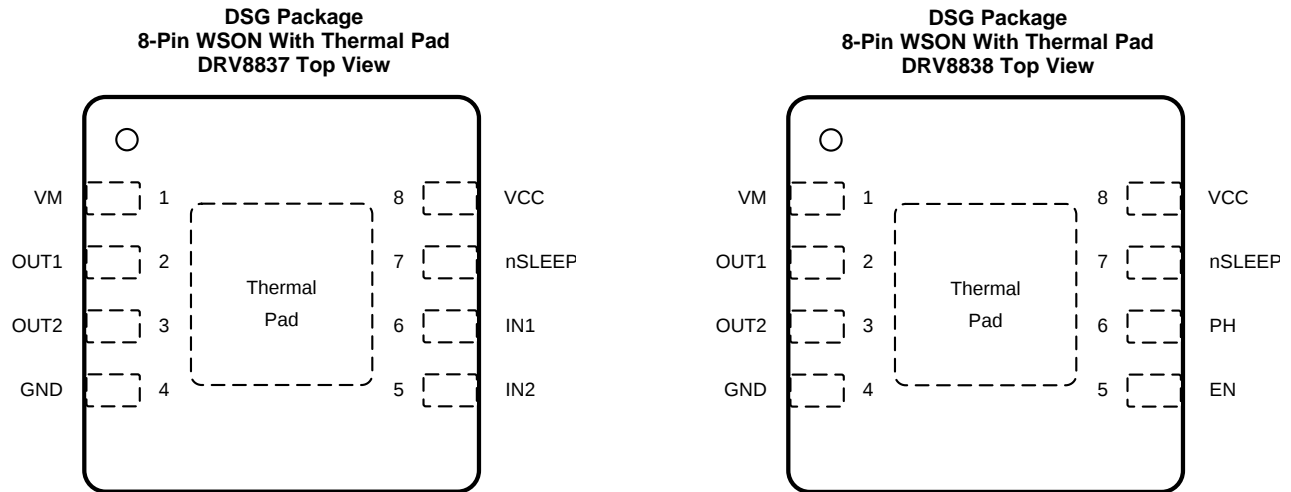 DSG Package
8-Pin WSON With Thermal Pad
DRV8837 Top View
VM 1 8 VCC
OUT1 2 7 nSLEEP
Thermal
Pad
OUT2 3 6 IN1
GND 4 5 IN2
DSG Package
8-Pin WSON With Thermal Pad
DRV8838 Top View
VM 1 8 VCC
OUT1 2 7 nSLEEP
Thermal
Pad
OUT2 3 6 PH
GND 4 5 EN